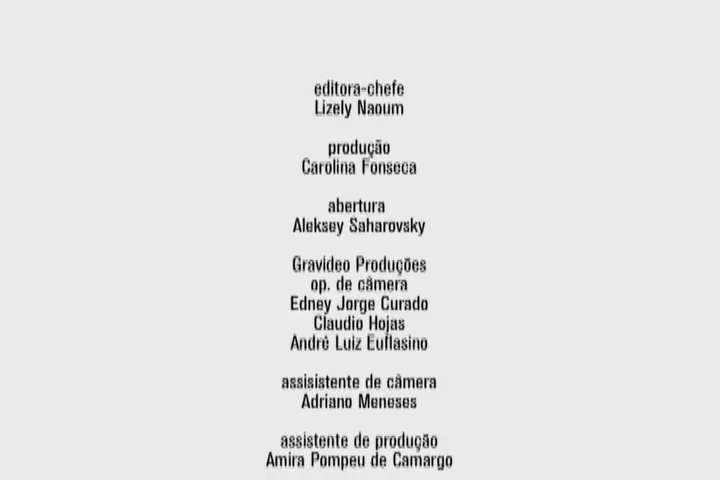 editora-chefe
Lizely Naoum
produção
Carolina Fonseca
abertura
Aleksey Saharovsky
Gravideo Produções
op. de câmera
Edney Jorge Curado
Claudio Hojas
André Luiz Euflasino
assisistente de câmera
Adriano Meneses
assistente de produção
Amira Pompeu de Camargo